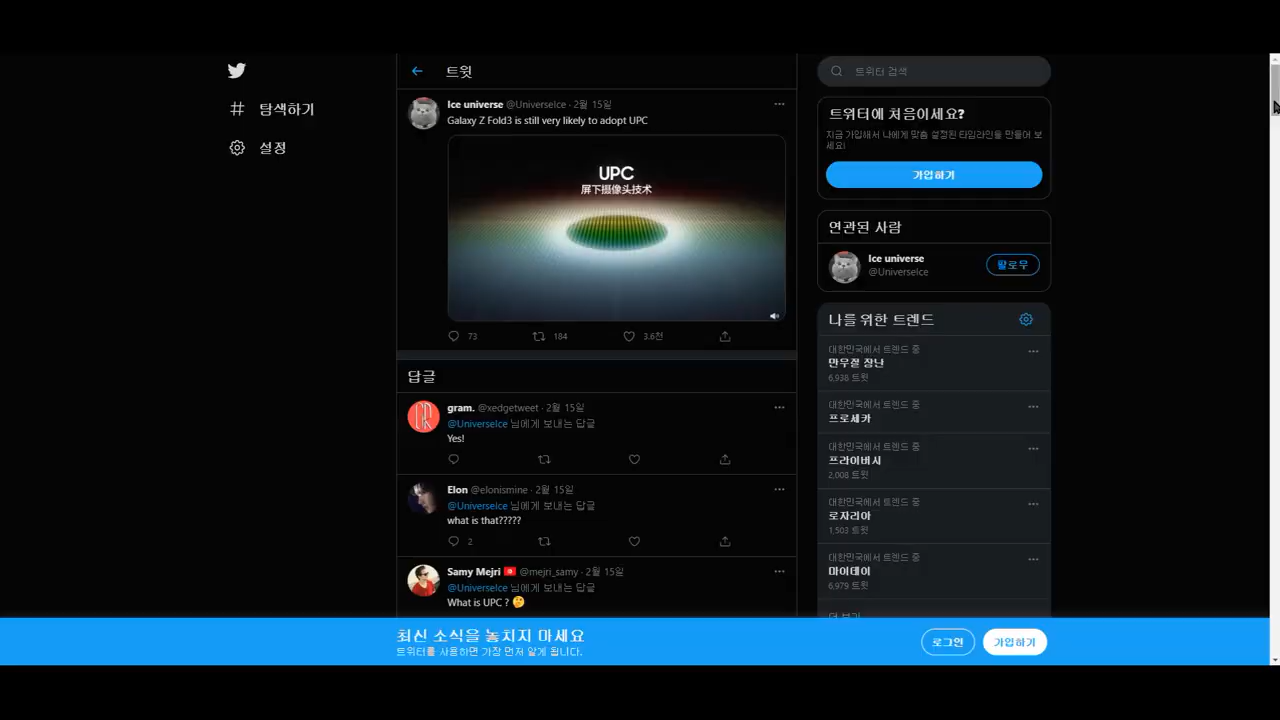 탐색하기
설정
트윗
Ice universe @UniverseIce · 2월 15일
Galaxy Z Fold3 is still very likely to adopt UPC
UPC
屏下摄像头技术
73 184 3.6천
답글
gram. @xedgetweet · 2월 15일
@UniverseIce 님에게 보내는 답글
Yes!
Elon @elonismine · 2월 15일
@UniverseIce 님에게 보내는 답글
what is that?????
2
Samy Mejri @mejri_samy · 2월 15일
@UniverseIce 님에게 보내는 답글
What is UPC ?
트위터 검색
트위터에 처음이세요?
지금 가입해서 나에게 맞춤 설정된 타임라인을 만들어 보
세요!
가입하기
연관된 사람
Ice universe
@UniverseIce
팔로우
나를 위한 트렌드
대한민국에서 트렌드 중
만우절 장난
6,938 트윗
대한민국에서 트렌드 중
프로세카
대한민국에서 트렌드 중
프라이버시
2,008 트윗
대한민국에서 트렌드 중
로자리아
1,503 트윗
대한민국에서 트렌드 중
마이데이
6,979 트윗
더 보기
최신 소식을 놓치지 마세요
트위터를 사용하면 가장 먼저 알게 됩니다.
로그인
가입하기